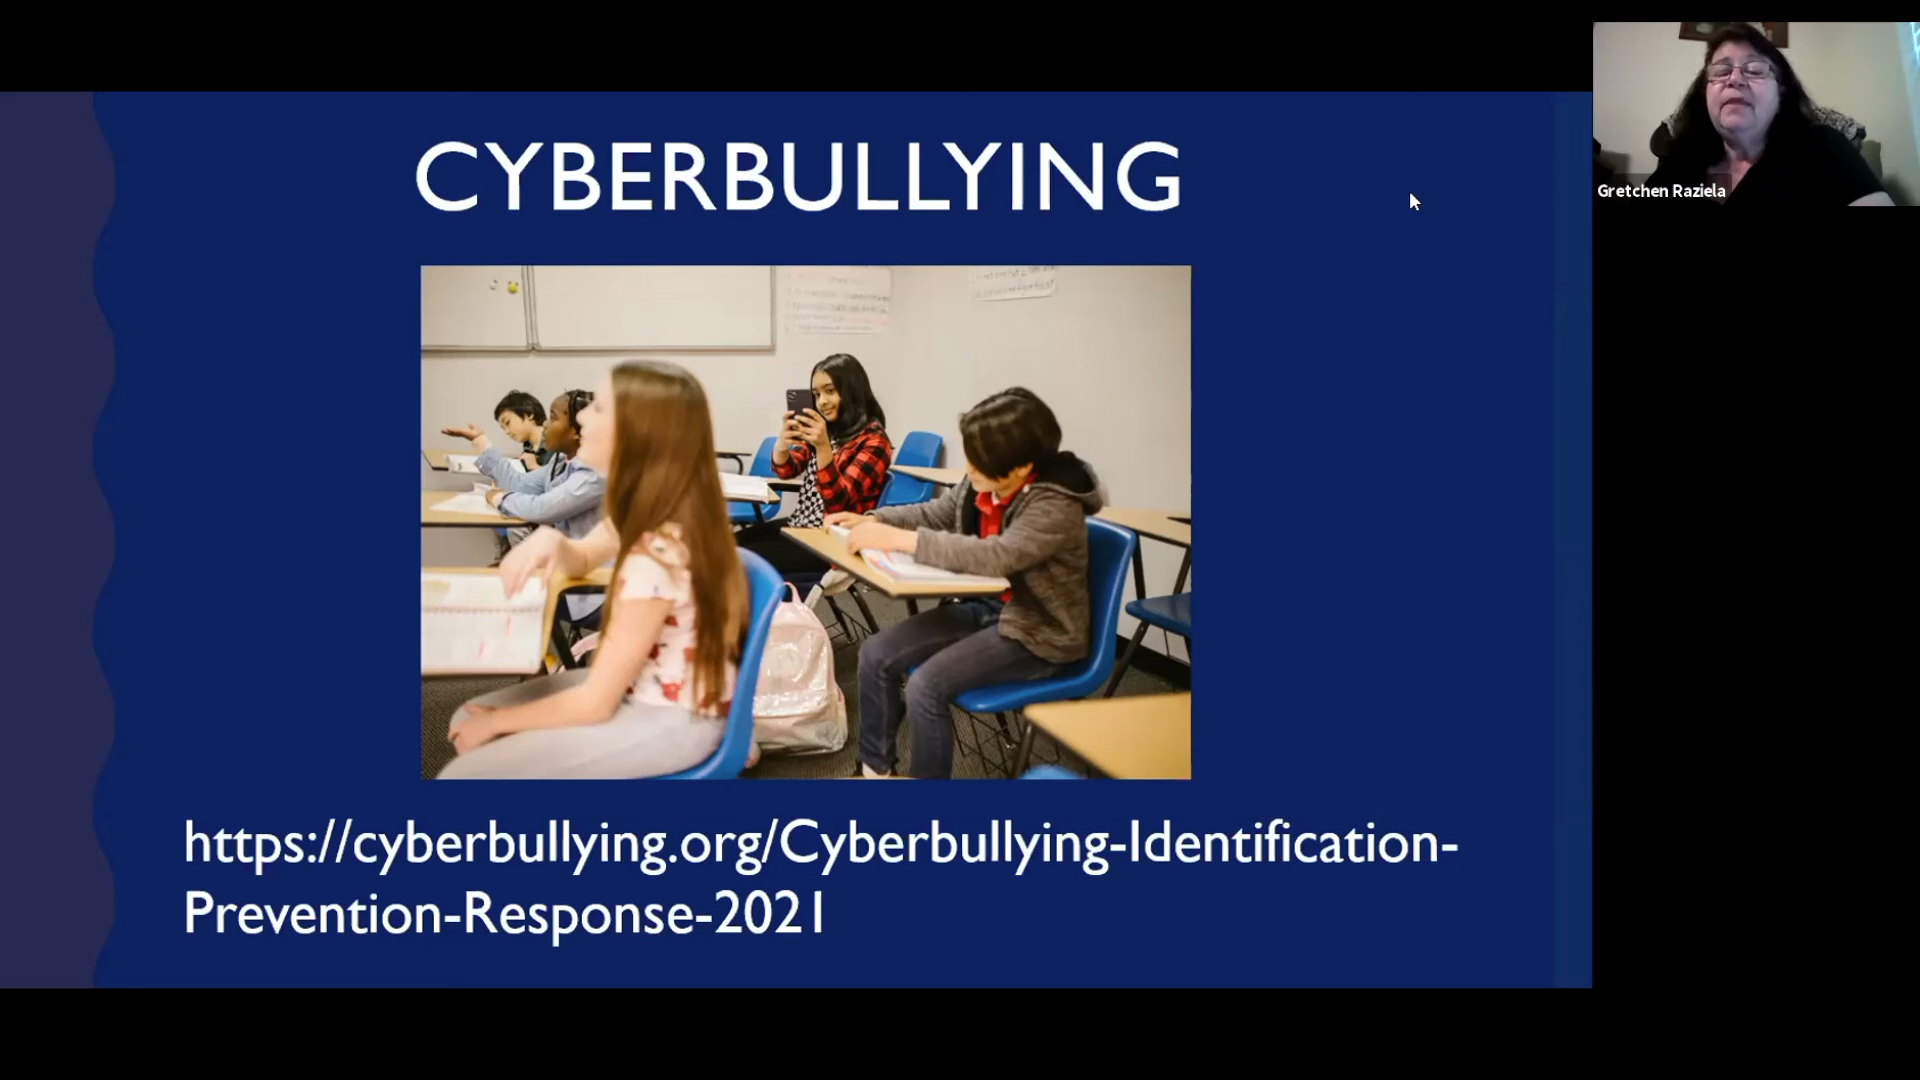 CYBERBULLYING
Gretchen Raziela
https://cyberbullying.org/Cyberbullying-Identification-
Prevention-Response-2021